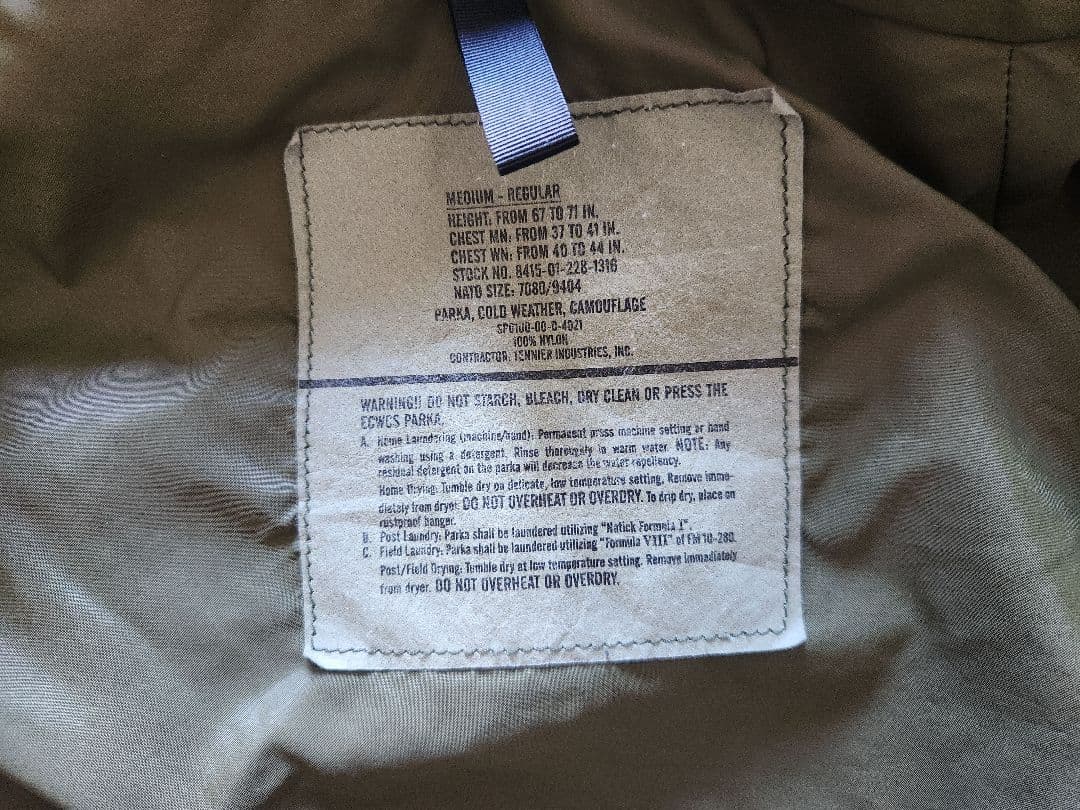 MEDIUM - REGULAR
HEIGHT: FROM 67 TO 71 IN.
CHEST MN: FROM 37 TO 41 IN.
CHEST WN: FROM 40 TO 44 IN.
STOCK NO. 8415-01-228-1316
NATO SIZE: 7080/9404
PARKA, COLD WEATHER, CAMOUFLAGE
SPO100-00-D-4021
100% NYLON
CONTRACTOR: TENNIER INDUSTRIES, INC.
WARNING!! DO NOT STARCH, BLEACH, DRY CLEAN OR PRESS THE
ECWCS PARKA.
A. Home Laundering (machine/hand): Permanent press machine setting or hand
washing using a detergent. Rinse thoroughly in warm water. NOTE: Any
residual detergent on the parka will decrease the water repellency.
Home Drying: Tumble dry on delicate, low temperature setting. Remove imme-
diately from dryer. DO NOT OVERHEAT OR OVERDRY. To drip dry, place on
rustproof hanger.
B. Post Laundry: Parka shall be laundered utilizing "Natick Formula I".
C. Field Laundry: Parka shall be laundered utilizing "Formula VIII" of FM 10-280.
Post/Field Drying: Tumble dry at low temperature setting. Remove immediately
from dryer. DO NOT OVERHEAT OR OVERDRY.